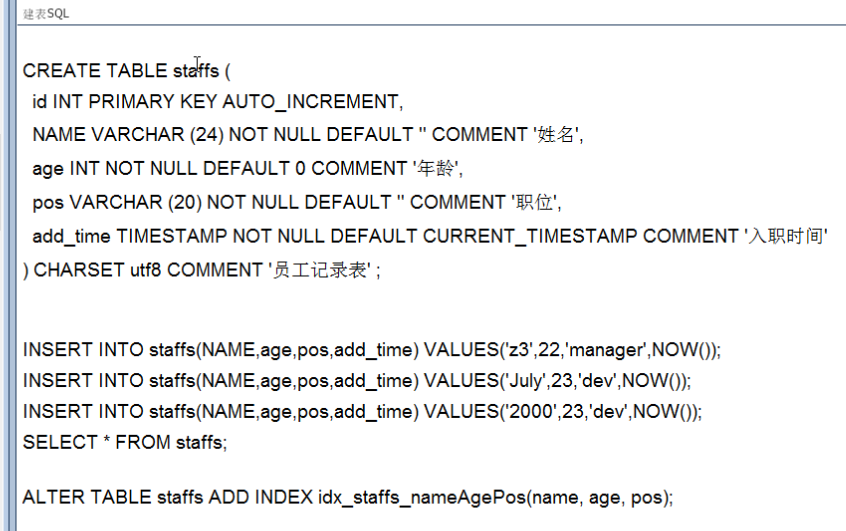 建表SQL
CREATE TABLE staffs (
id INT PRIMARY KEY AUTO_INCREMENT,
NAME VARCHAR (24) NOT NULL DEFAULT '' COMMENT '姓名',
age INT NOT NULL DEFAULT 0 COMMENT '年龄',
pos VARCHAR (20) NOT NULL DEFAULT '' COMMENT '职位',
add_time TIMESTAMP NOT NULL DEFAULT CURRENT_TIMESTAMP COMMENT '入职时间'
) CHARSET utf8 COMMENT '员工记录表' ;
INSERT INTO staffs(NAME,age,pos,add_time) VALUES('z3',22,'manager',NOW());
INSERT INTO staffs(NAME,age,pos,add_time) VALUES('July',23,'dev',NOW());
INSERT INTO staffs(NAME,age,pos,add_time) VALUES('2000',23,'dev',NOW());
SELECT * FROM staffs;
ALTER TABLE staffs ADD INDEX idx_staffs_nameAgePos(name, age, pos);